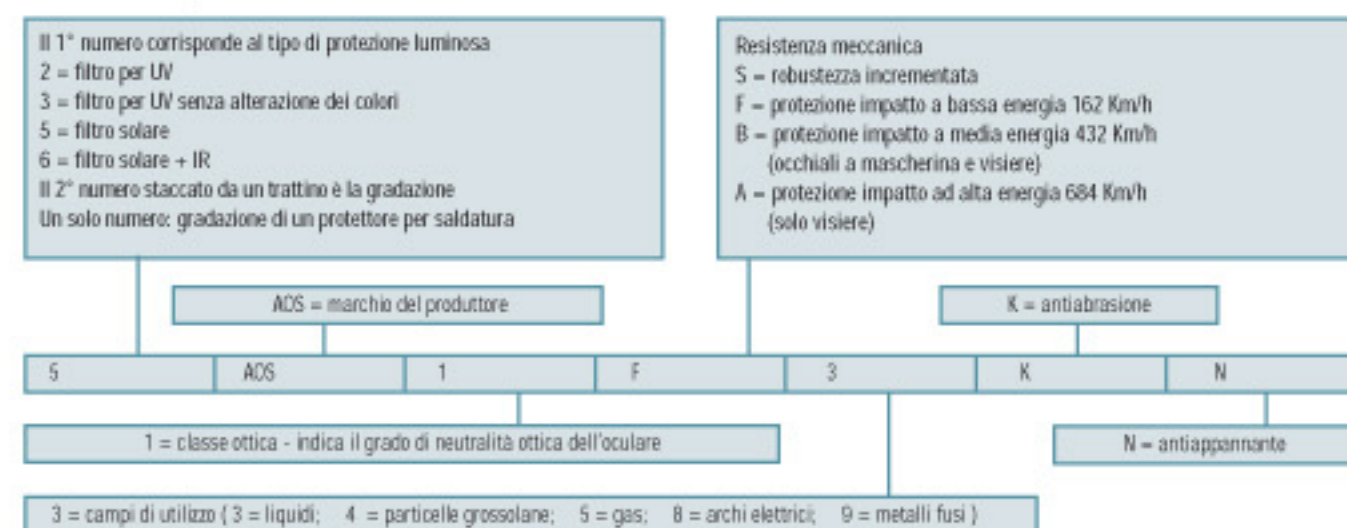 Il 1° numero corrisponde al tipo di protezione luminosa
2 = filtro per UV
3 = filtro per UV senza alterazione dei colori
5 = filtro solare
6 = filtro solare + IR
Il 2° numero staccato da un trattino è la gradazione
Un solo numero: gradazione di un protettore per saldatura
Resistenza meccanica
S = robustezza incrementata
F = protezione impatto a bassa energia 162 Km/h
B = protezione impatto a media energia 432 Km/h
(occhiali a mascherina e visiere)
A = protezione impatto ad alta energia 684 Km/h
(solo visiere)
AOS = marchio del produttore
K = antiabrasione
5 AOS 1 F 3 K N
1 = classe ottica - indica il grado di neutralità ottica dell'oculare
N = antiappannante
3 = campi di utilizzo ( 3 = liquidi; 4 = particelle grossolane; 5 = gas; 8 = archi elettrici; 9 = metalli fusi )